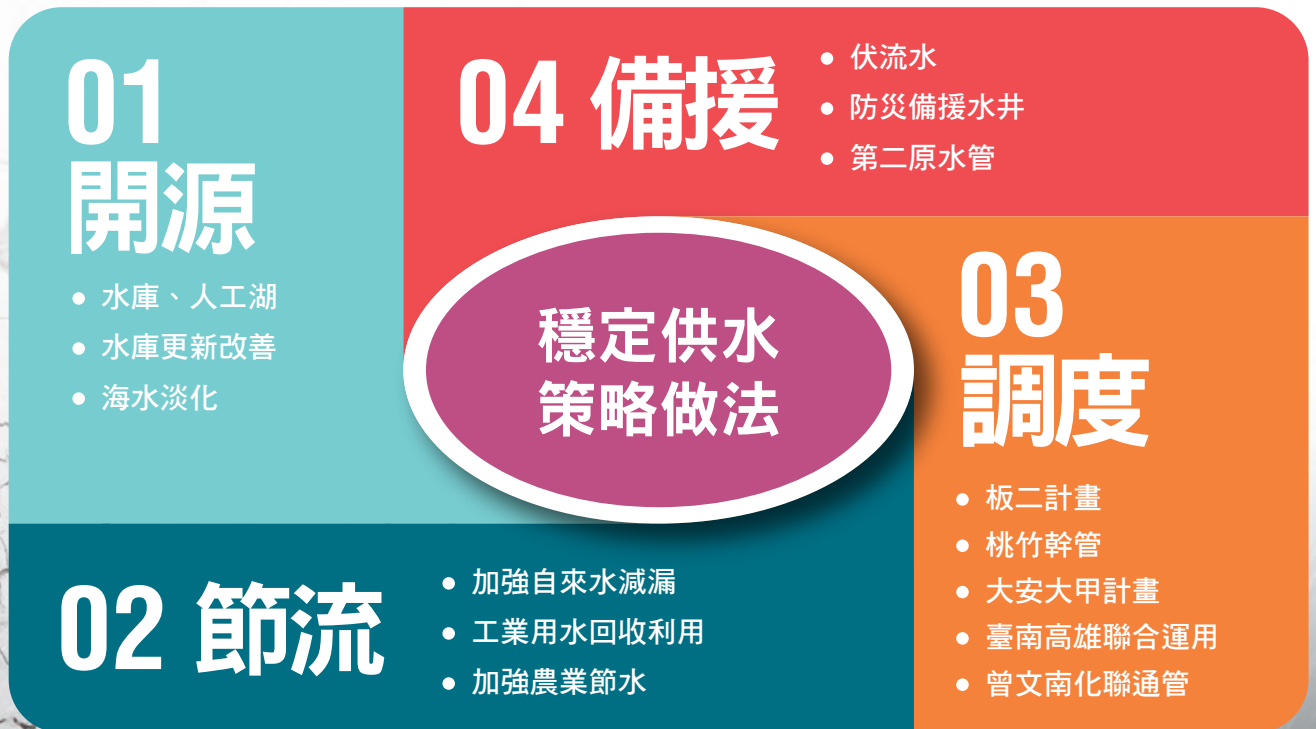 01
開源
• 水庫、人工湖
• 水庫更新改善
• 海水淡化
04 備援
• 伏流水
• 防災備援水井
• 第二原水管
穩定供水
策略做法
03
調度
• 板二計畫
• 桃竹幹管
• 大安大甲計畫
• 臺南高雄聯合運用
• 曾文南化聯通管
02 節流
• 加強自來水減漏
• 工業用水回收利用
• 加強農業節水